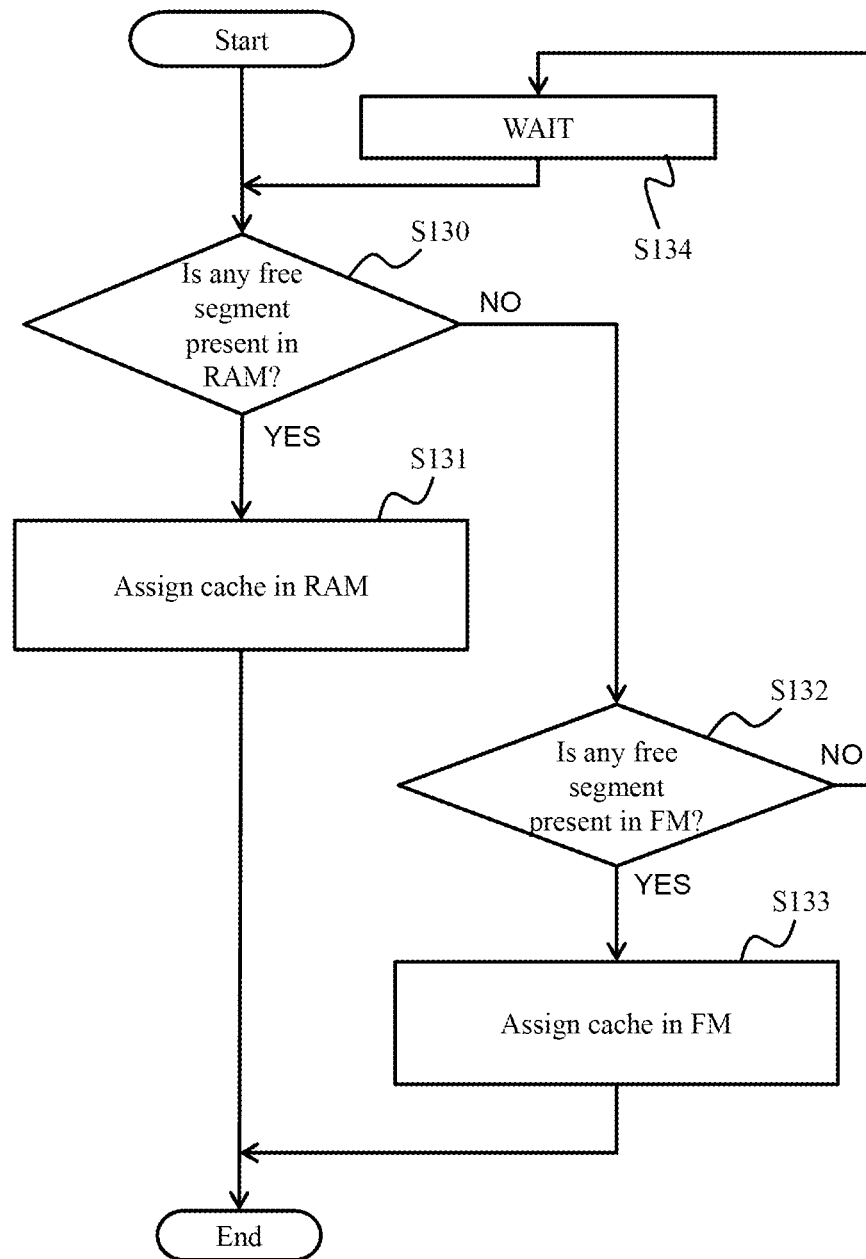 Start
WAIT
S134
S130
Is any free
segment
present in
RAM?
NO
YES
S131
Assign cache in RAM
S132
Is any free
segment
present in FM?
NO
YES
S133
Assign cache in FM
End